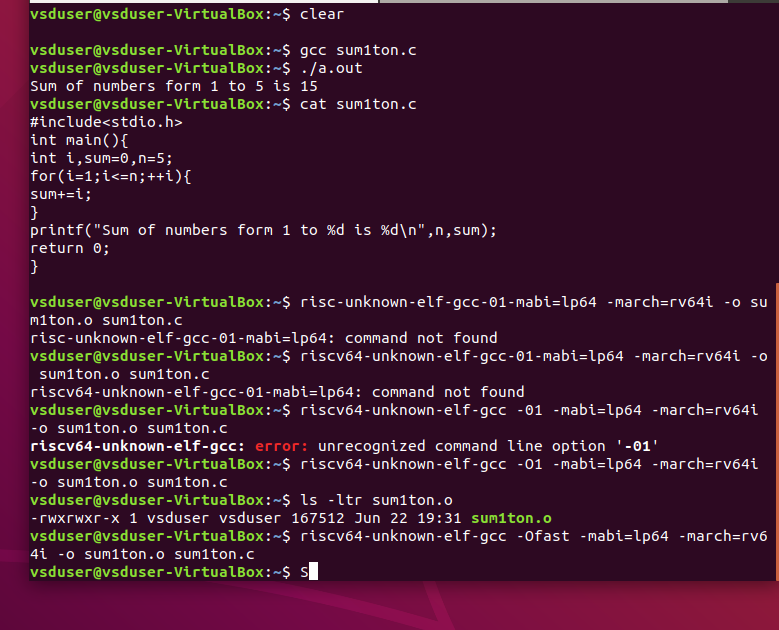 vsduser@vsduser-VirtualBox:~$ clear
vsduser@vsduser-VirtualBox:~$ gcc sum1ton.c
vsduser@vsduser-VirtualBox:~$ ./a.out
Sum of numbers form 1 to 5 is 15
vsduser@vsduser-VirtualBox:~$ cat sum1ton.c
#include<stdio.h>
int main(){
int i,sum=0,n=5;
for(i=1;i<=n;++i){
sum+=i;
}
printf("Sum of numbers form 1 to %d is %d\n",n,sum);
return 0;
}
vsduser@vsduser-VirtualBox:~$ risc-unknown-elf-gcc-01-mabi=lp64 -march=rv64i -o su
m1ton.o sum1ton.c
risc-unknown-elf-gcc-01-mabi=lp64: command not found
vsduser@vsduser-VirtualBox:~$ riscv64-unknown-elf-gcc-01-mabi=lp64 -march=rv64i -o
 sum1ton.o sum1ton.c
riscv64-unknown-elf-gcc-01-mabi=lp64: command not found
vsduser@vsduser-VirtualBox:~$ riscv64-unknown-elf-gcc -01 -mabi=lp64 -march=rv64i
-o sum1ton.o sum1ton.c
riscv64-unknown-elf-gcc: error: unrecognized command line option '-01'
vsduser@vsduser-VirtualBox:~$ riscv64-unknown-elf-gcc -O1 -mabi=lp64 -march=rv64i
-o sum1ton.o sum1ton.c
vsduser@vsduser-VirtualBox:~$ ls -ltr sum1ton.o
-rwxrwxr-x 1 vsduser vsduser 167512 Jun 22 19:31 sum1ton.o
vsduser@vsduser-VirtualBox:~$ riscv64-unknown-elf-gcc -Ofast -mabi=lp64 -march=rv6
4i -o sum1ton.o sum1ton.c
vsduser@vsduser-VirtualBox:~$ S